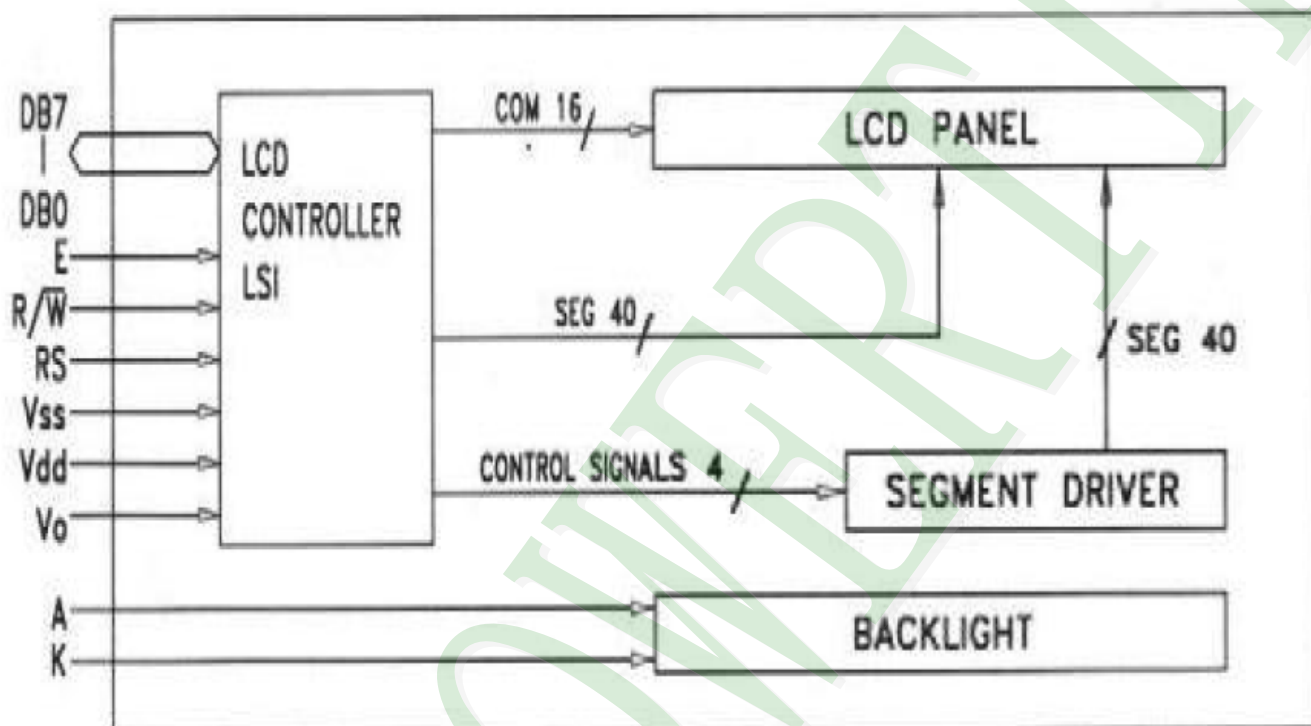 DB7
|
DB0
E
R/W̅
RS
Vss
Vdd
Vo
A
K
LCD
CONTROLLER
LSI
COM 16
SEG 40
CONTROL SIGNALS 4
LCD PANEL
SEG 40
SEGMENT DRIVER
BACKLIGHT